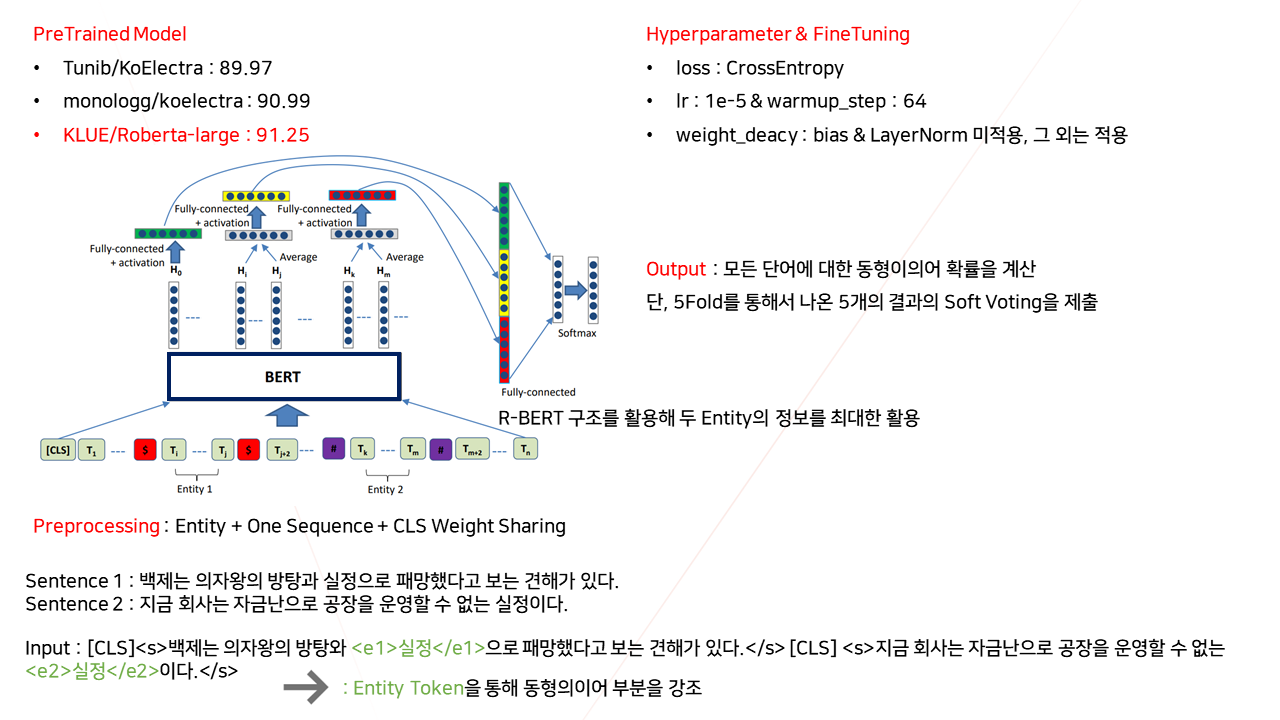 PreTrained Model
• Tunib/KoElectra : 89.97
• monologg/koelectra : 90.99
• KLUE/Roberta-large : 91.25
Hyperparameter & FineTuning
• loss : CrossEntropy
• lr : 1e-5 & warmup_step : 64
• weight_deacy : bias & LayerNorm 미적용, 그 외는 적용
Fully-connected
+ activation
Fully-connected
+ activation
Fully-connected
+ activation
Average
Average
H0
Hi
Hj
Hk
Hm
BERT
Softmax
Fully-connected
[CLS] T1 $ Ti Tj $ Tj+2 # Tk Tm # Tm+2 Tn
Entity 1
Entity 2
Output : 모든 단어에 대한 동형이의어 확률을 계산
단, 5Fold를 통해서 나온 5개의 결과의 Soft Voting을 제출
R-BERT 구조를 활용해 두 Entity의 정보를 최대한 활용
Preprocessing : Entity + One Sequence + CLS Weight Sharing
Sentence 1 : 백제는 의자왕의 방탕과 실정으로 패망했다고 보는 견해가 있다.
Sentence 2 : 지금 회사는 자금난으로 공장을 운영할 수 없는 실정이다.
Input : [CLS]<s>백제는 의자왕의 방탕와 <e1>실정</e1>으로 패망했다고 보는 견해가 있다.</s> [CLS] <s>지금 회사는 자금난으로 공장을 운영할 수 없는
<e2>실정</e2>이다.</s>
: Entity Token을 통해 동형의이어 부분을 강조